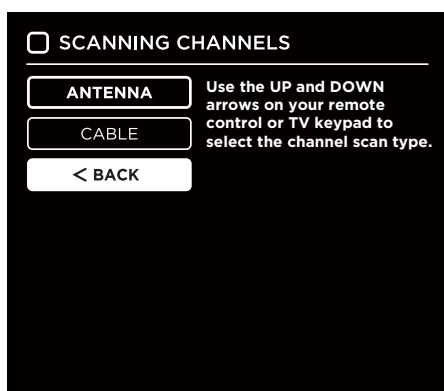 SCANNING CHANNELS
ANTENNA
CABLE
< BACK
Use the UP and DOWN
arrows on your remote
control or TV keypad to
select the channel scan type.